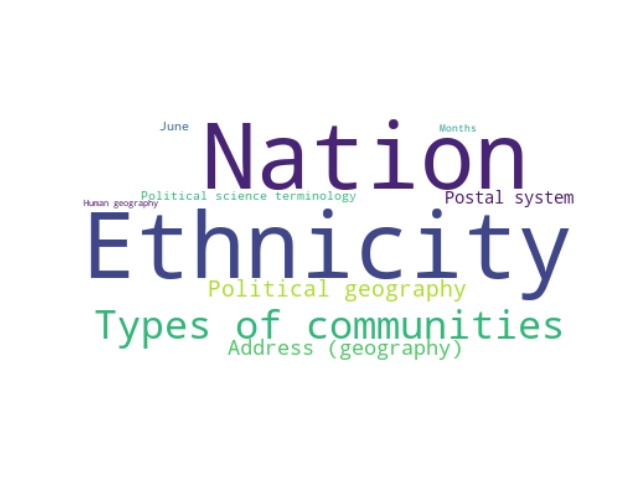 June
Nation
Months
Political science terminology
Postal system
Human geography
Ethnicity
Political geography
Types of communities
Address (geography)